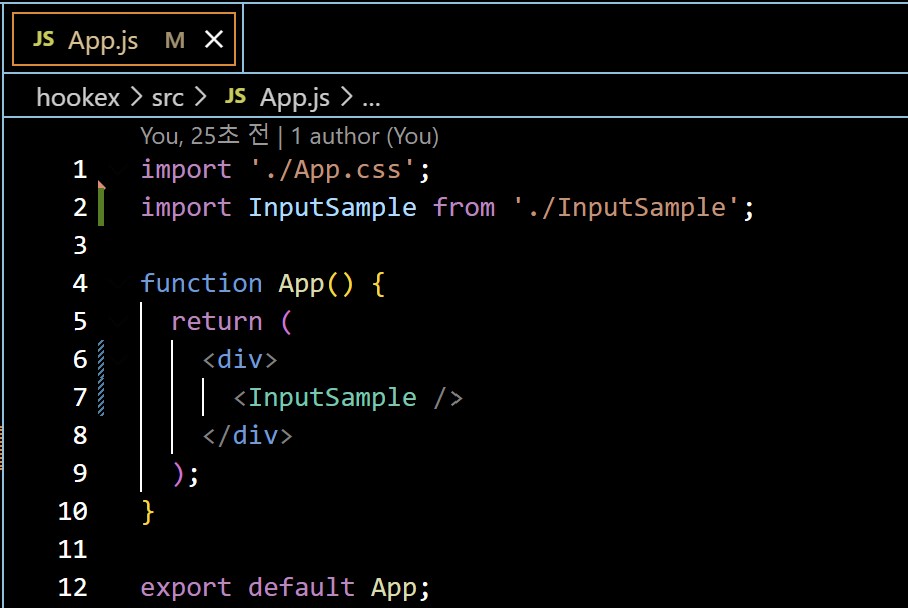 JS App.js M
hookex > src > JS App.js > ...
You, 25초 전 | 1 author (You)
1 import './App.css';
2 import InputSample from './InputSample';
3
4 function App() {
5   return (
6     <div>
7       <InputSample />
8     </div>
9   );
10 }
11
12 export default App;